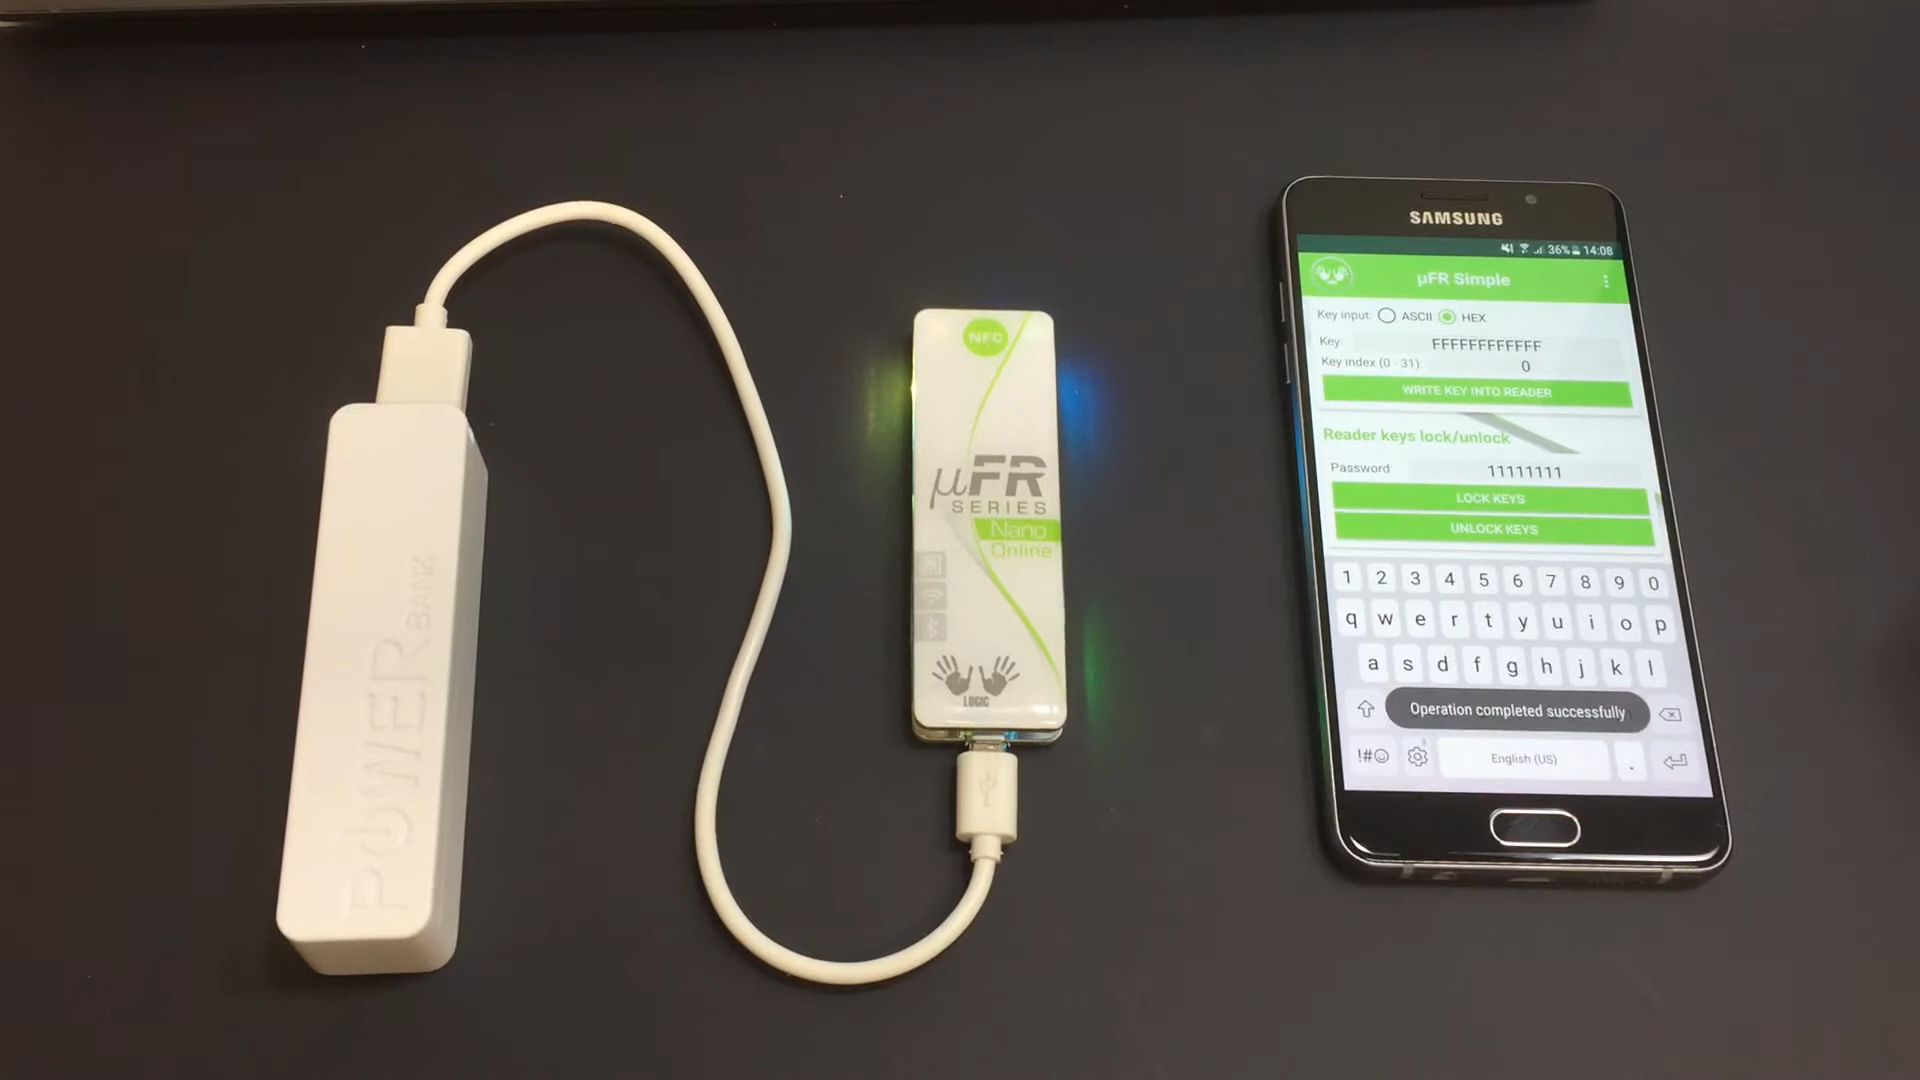 POWER BANK
NFC
µFR
SERIES
Nano
Online
LOGIC
SAMSUNG
36% 14:08
µFR Simple
Key input: ASCII HEX
Key: FFFFFFFFFFFF
Key index (0 - 31): 0
WRITE KEY INTO READER
Reader keys lock/unlock
Password: 11111111
LOCK KEYS
UNLOCK KEYS
1 2 3 4 5 6 7 8 9 0
q w e r t y u i o p
a s d f g h j k l
Operation completed successfully
!#☺ English (US) .